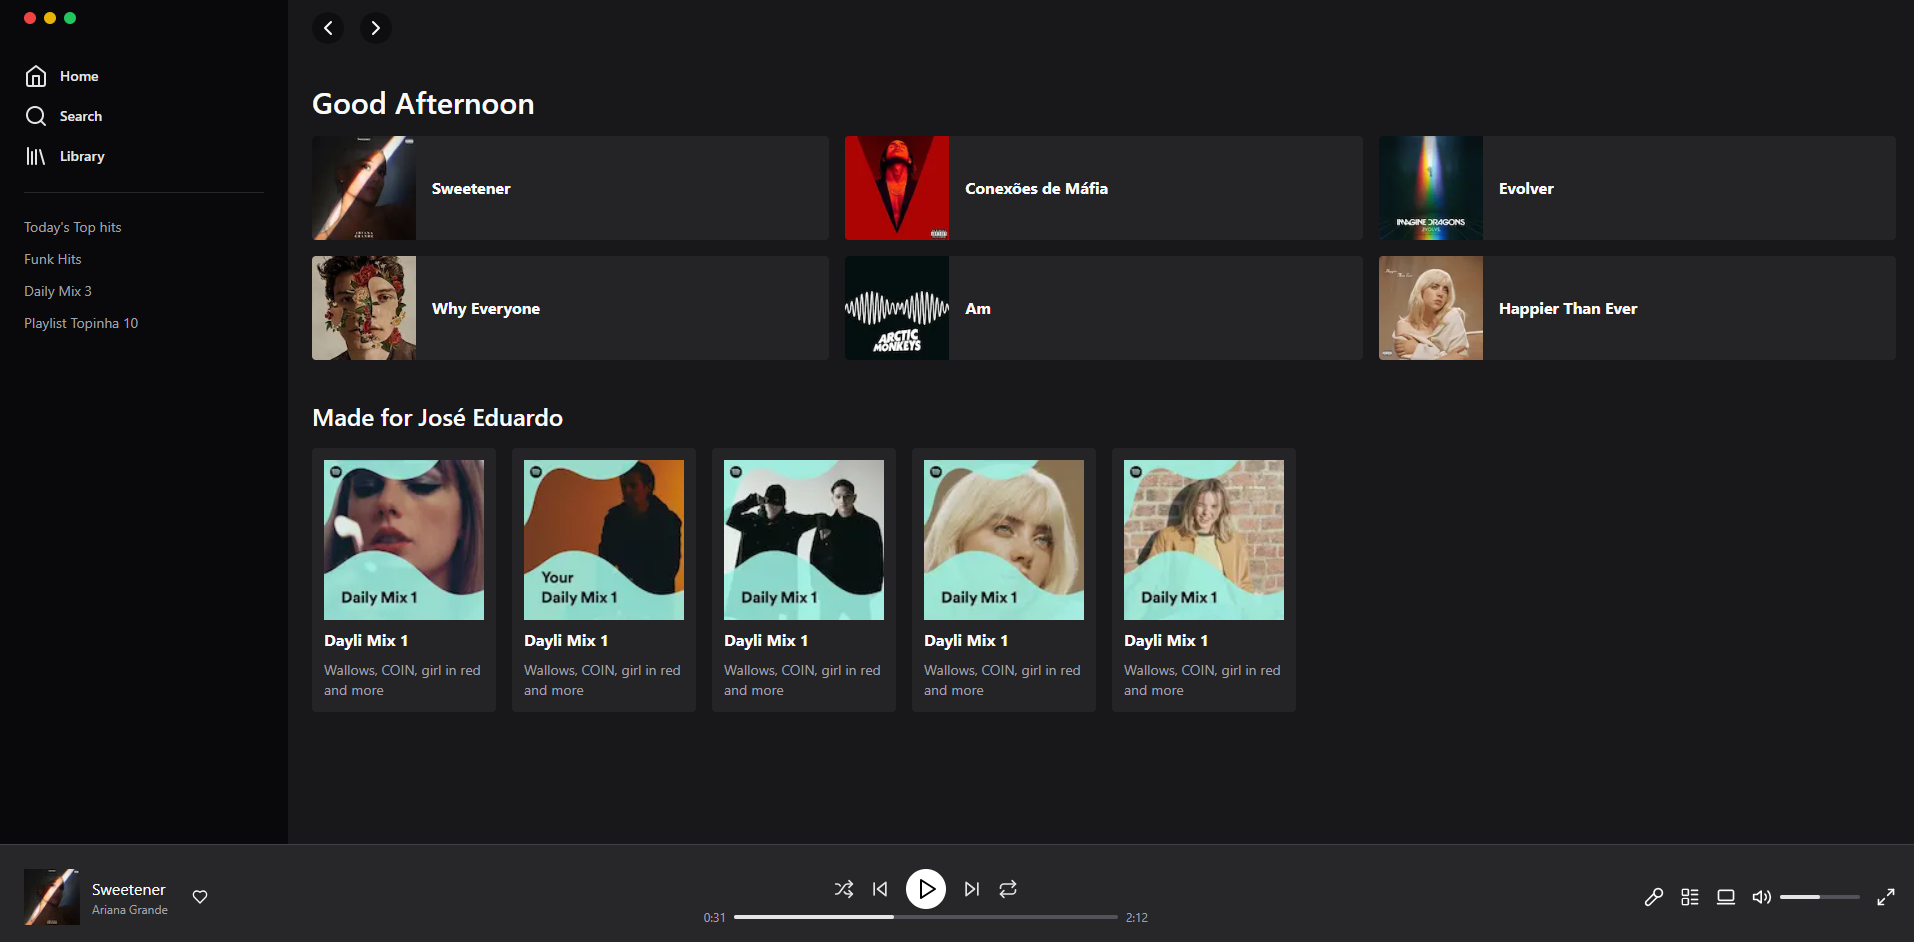 Home
Search
Library
Today's Top hits
Funk Hits
Daily Mix 3
Playlist Topinha 10
Good Afternoon
Sweetener
Conexões de Máfia
IMAGINE DRAGONS
EVOLVE
Evolver
Why Everyone
ARCTIC
MONKEYS
Am
Happier Than Ever
Made for José Eduardo
Daily Mix 1
Dayli Mix 1
Wallows, COIN, girl in red
and more
Your
Daily Mix 1
Dayli Mix 1
Wallows, COIN, girl in red
and more
Daily Mix 1
Dayli Mix 1
Wallows, COIN, girl in red
and more
Daily Mix 1
Dayli Mix 1
Wallows, COIN, girl in red
and more
Daily Mix 1
Dayli Mix 1
Wallows, COIN, girl in red
and more
Sweetener
Ariana Grande
0:31
2:12